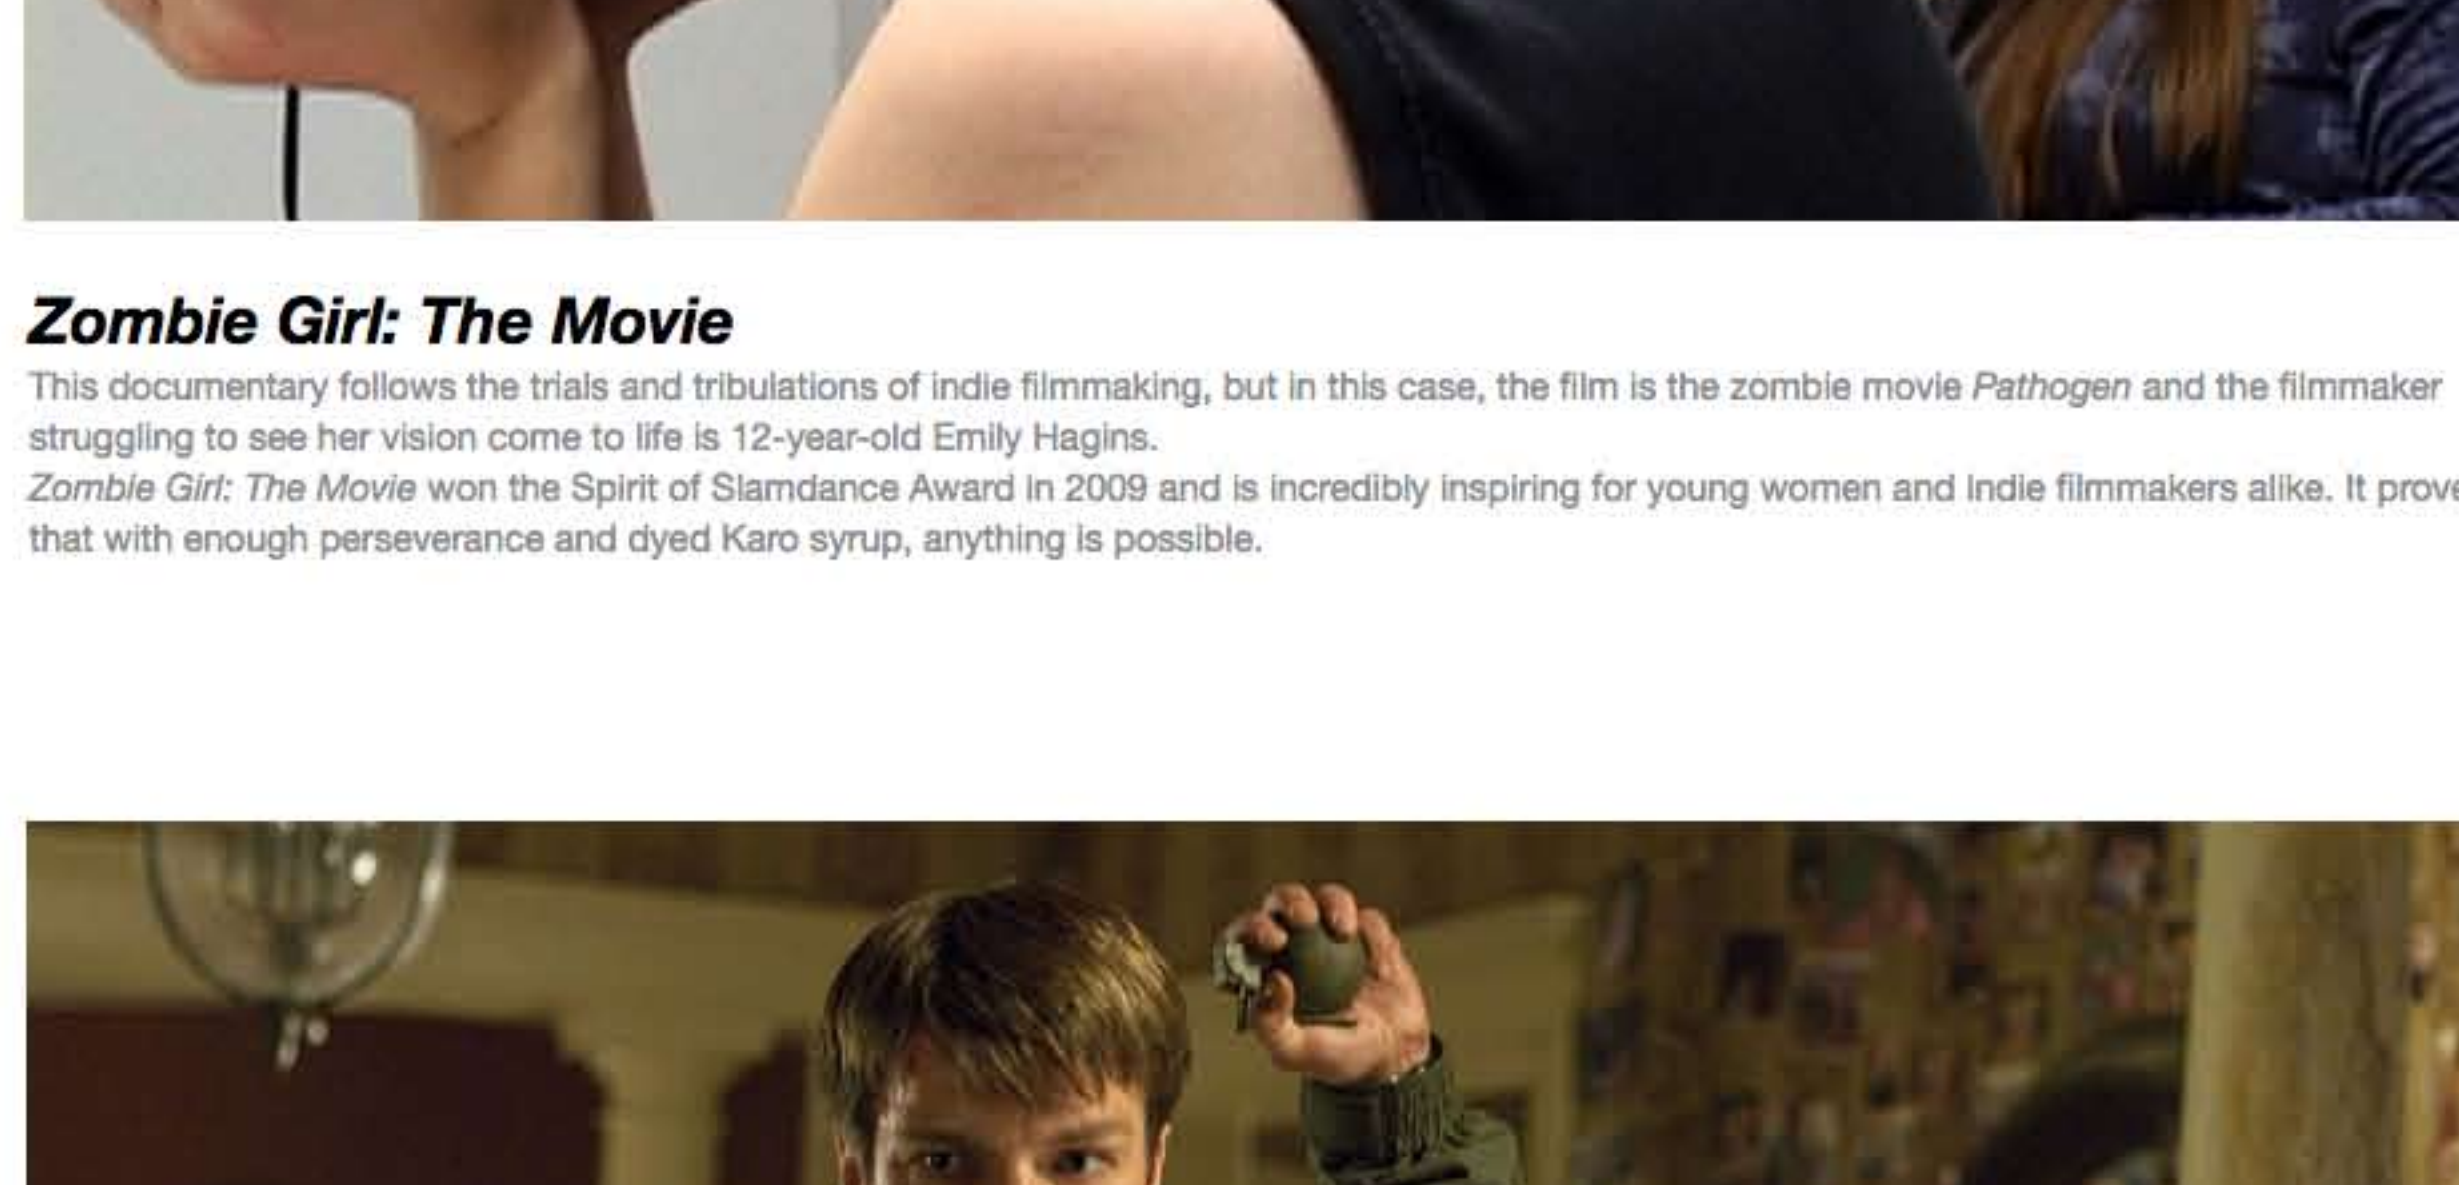 Zombie Girl: The Movie
This documentary follows the trials and tribulations of indie filmmaking, but in this case, the film is the zombie movie Pathogen and the filmmaker
struggling to see her vision come to life is 12-year-old Emily Hagins.
Zombie Girl: The Movie won the Spirit of Slamdance Award in 2009 and is incredibly inspiring for young women and indie filmmakers alike. It prove
that with enough perseverance and dyed Karo syrup, anything is possible.